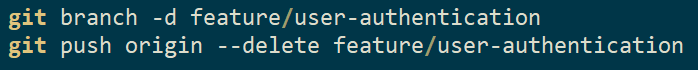 git branch -d feature/user-authentication
git push origin --delete feature/user-authentication